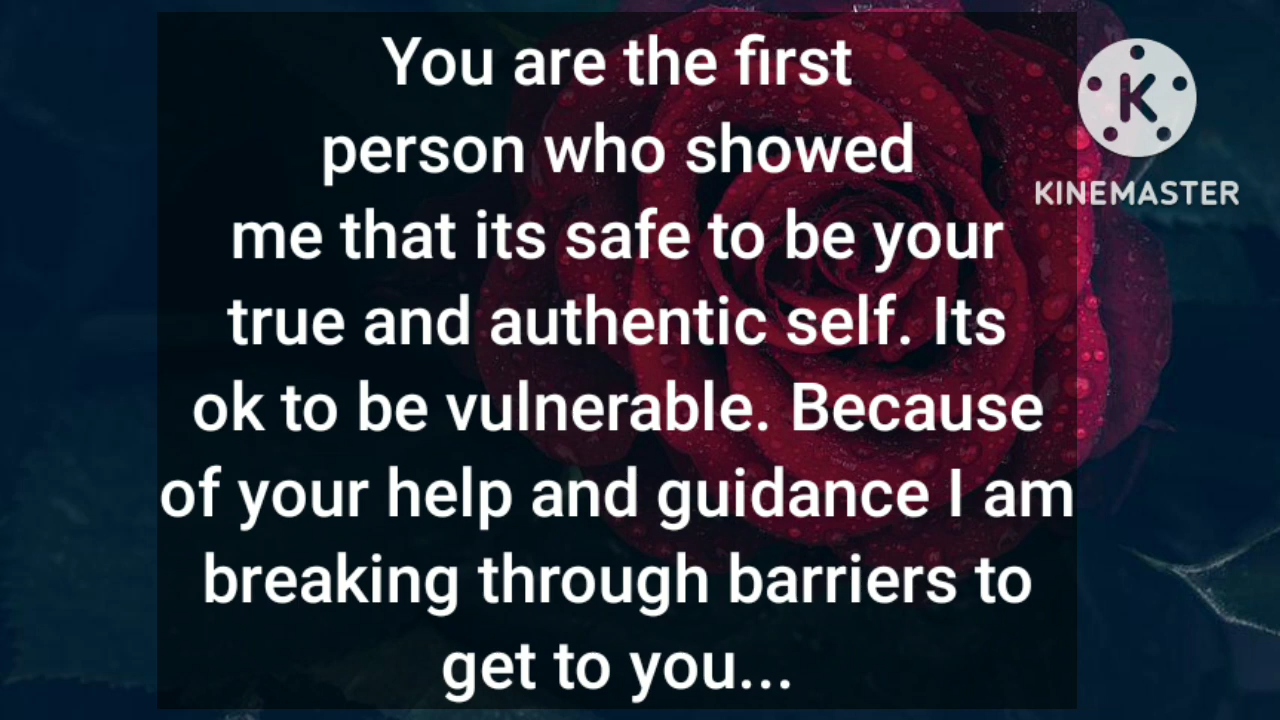 You are the first
person who showed
me that its safe to be your
true and authentic self. Its
ok to be vulnerable. Because
of your help and guidance I am
breaking through barriers to
get to you...
K
KINEMASTER